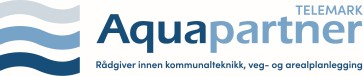 TELEMARK
Aquapartner
Rådgiver innen kommunalteknikk, veg- og arealplanlegging